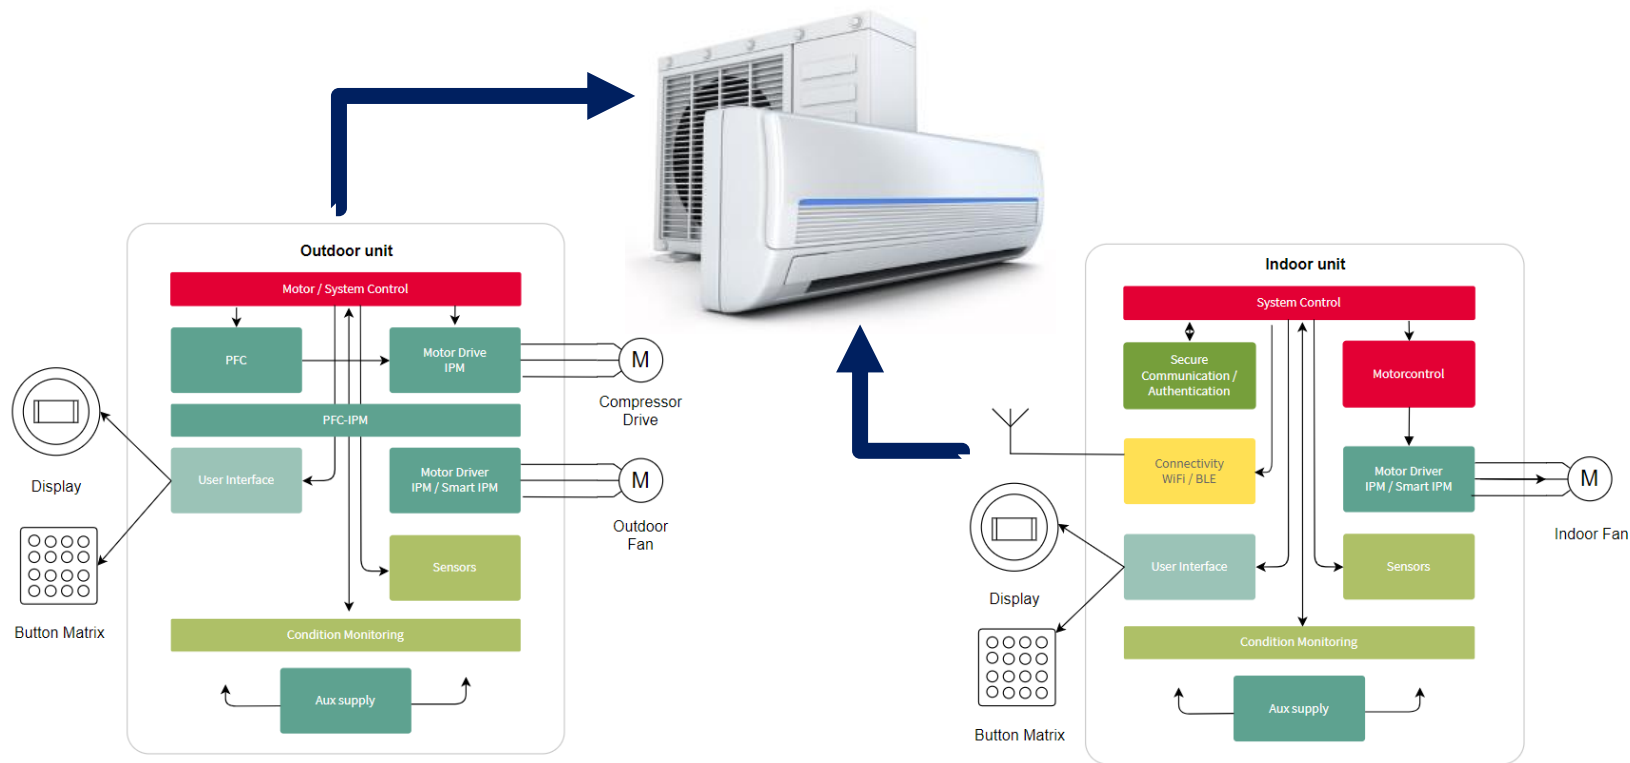 Outdoor unit
Motor / System Control
PFC
Motor Drive
IPM
M
Compressor
Drive
PFC-IPM
User Interface
Motor Driver
IPM / Smart IPM
M
Outdoor
Fan
Display
Button Matrix
Sensors
Condition Monitoring
Aux supply
Indoor unit
System Control
Secure
Communication /
Authentication
Motorcontrol
Connectivity
WiFi / BLE
Motor Driver
IPM / Smart IPM
M
Indoor Fan
Display
Button Matrix
User Interface
Sensors
Condition Monitoring
Aux supply